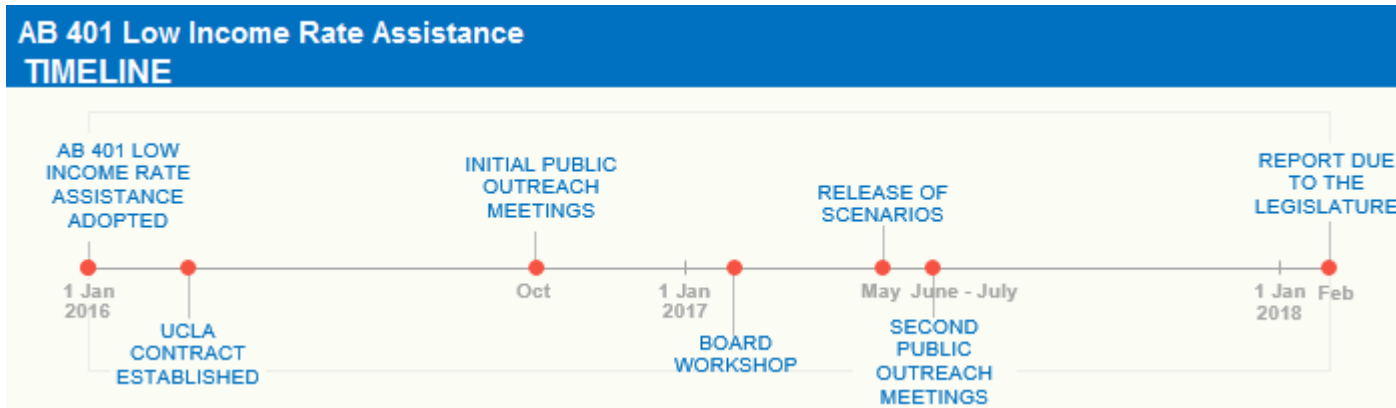 AB 401 Low Income Rate Assistance
TIMELINE
AB 401 LOW
INCOME RATE
ASSISTANCE
ADOPTED
INITIAL PUBLIC
OUTREACH
MEETINGS
RELEASE OF
SCENARIOS
REPORT DUE
TO THE
LEGISLATURE
1 Jan
2016
Oct
1 Jan
2017
May
June - July
1 Jan
2018
Feb
UCLA
CONTRACT
ESTABLISHED
BOARD
WORKSHOP
SECOND
PUBLIC
OUTREACH
MEETINGS